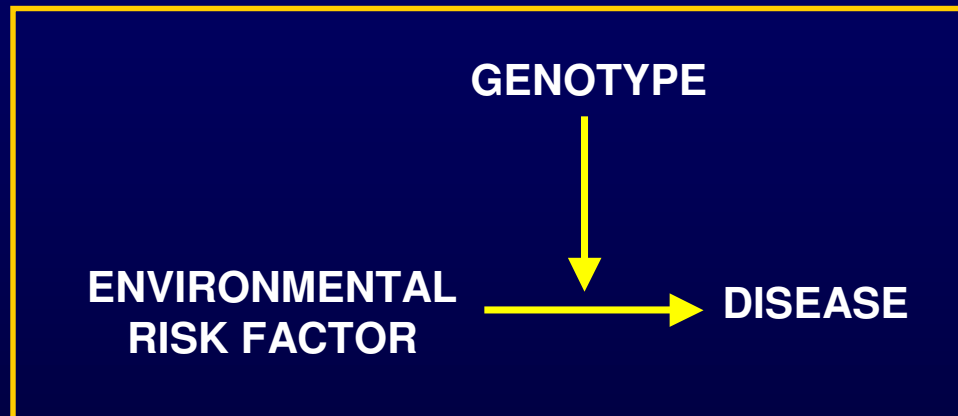 GENOTYPE
ENVIRONMENTAL
RISK FACTOR
DISEASE